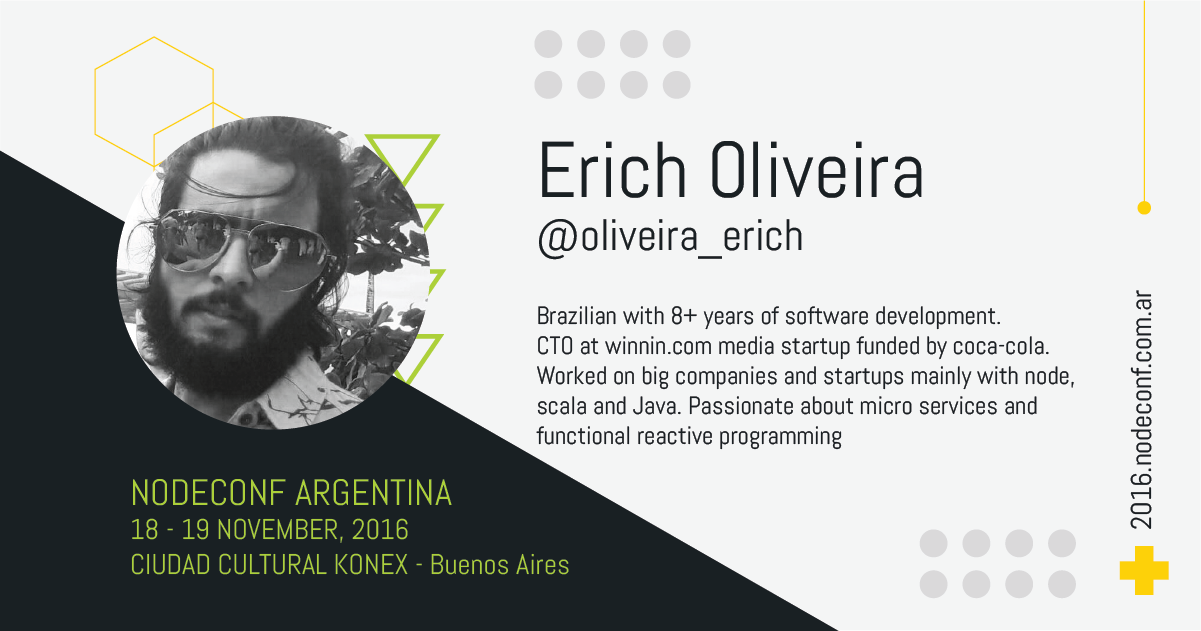 Erich Oliveira
@oliveira_erich
Brazilian with 8+ years of software development.
CTO at winnin.com media startup funded by coca-cola.
Worked on big companies and startups mainly with node,
scala and Java. Passionate about micro services and
functional reactive programming
NODECONF ARGENTINA
18 - 19 NOVEMBER, 2016
CIUDAD CULTURAL KONEX - Buenos Aires
2016.nodeconf.com.ar